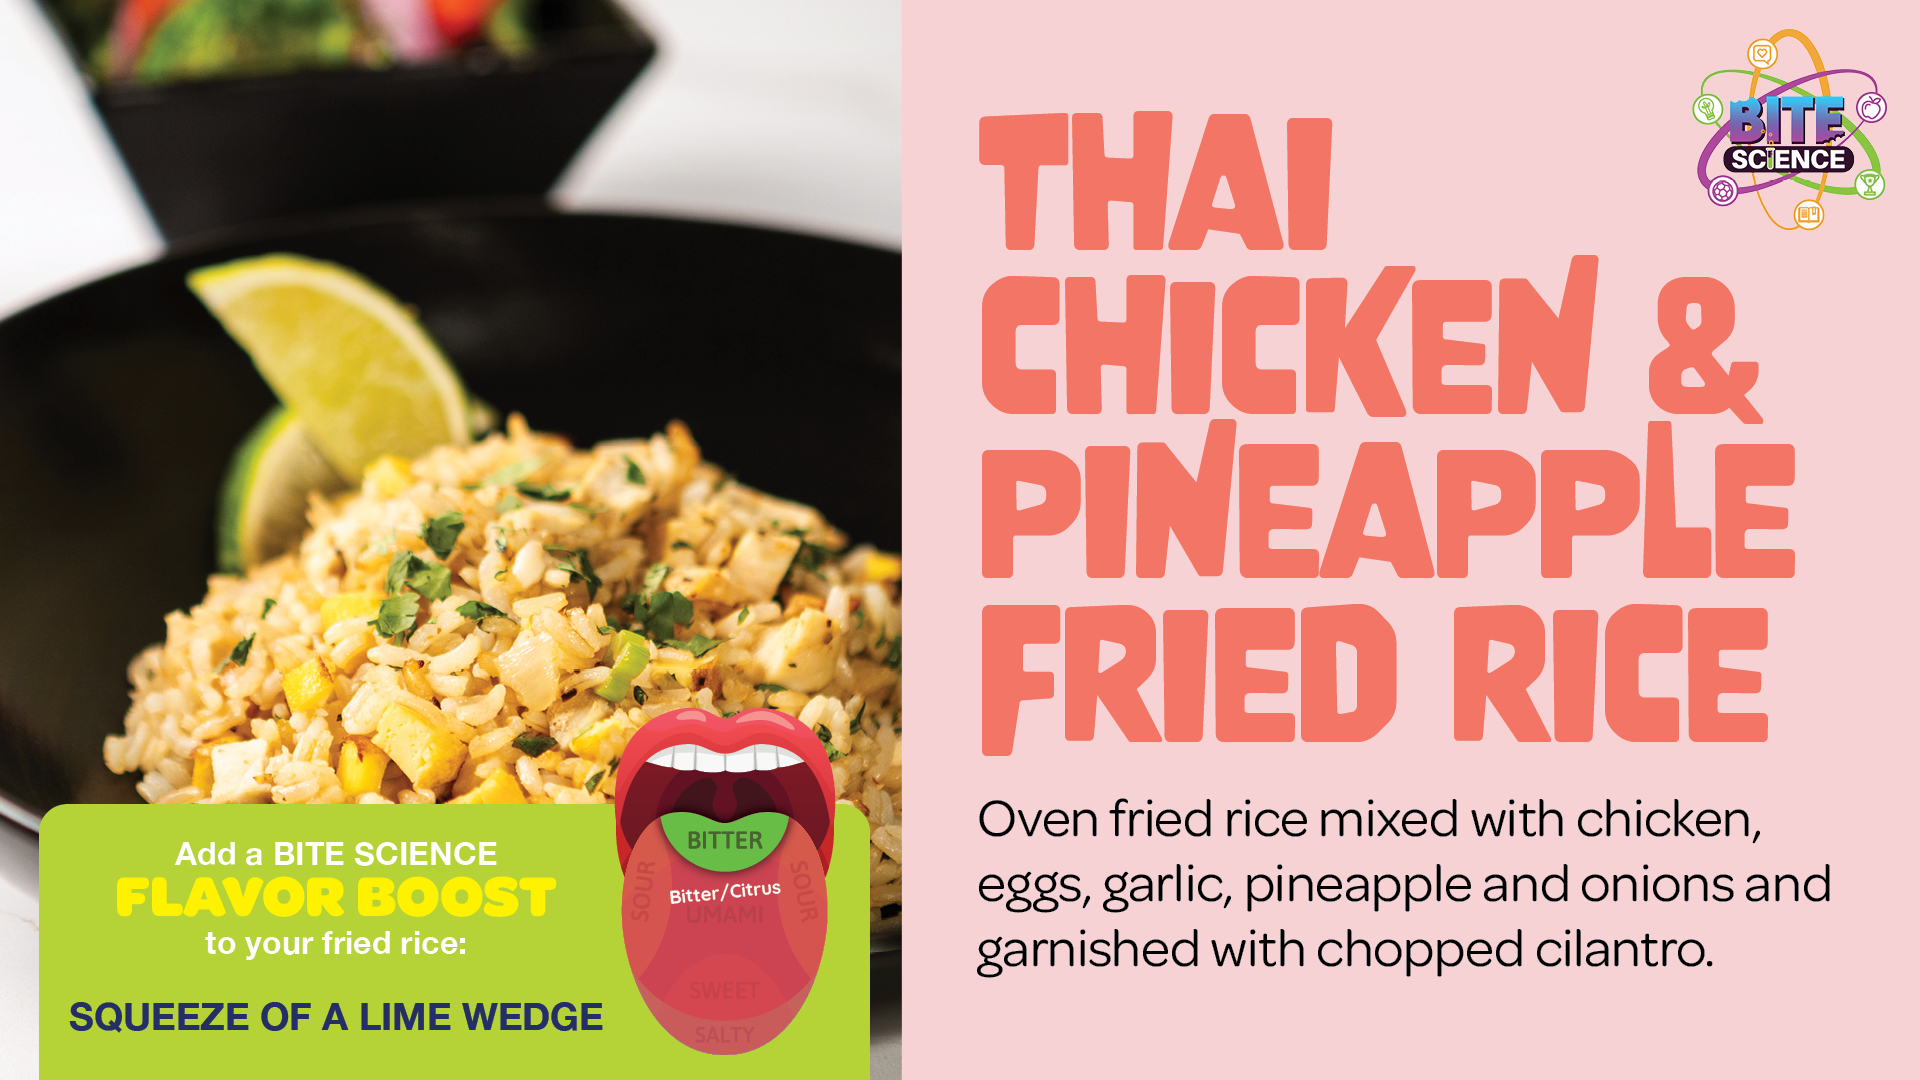 BITE
SCIENCE
THAI
CHICKEN &
PINEAPPLE
FRIED RICE
Oven fried rice mixed with chicken,
eggs, garlic, pineapple and onions and
garnished with chopped cilantro.
Add a BITE SCIENCE
FLAVOR BOOST
to your fried rice:
SQUEEZE OF A LIME WEDGE
BITTER
SOUR
SOUR
Bitter/Citrus
UMAMI
SWEET
SALTY